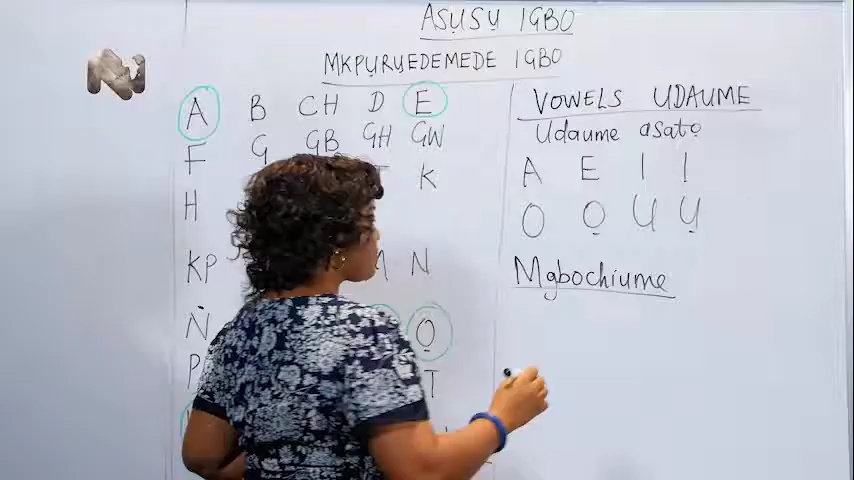 ASỤSỤ IGBO
MKPỤRỤEDEMEDE IGBO
A B CH D E
F G GB GH GW
H K
KP N
Ṅ Ọ
P T
VOWELS UDAUME
Udaume asatọ
A E I Ị
O Ọ U Ụ
Mgbochiume